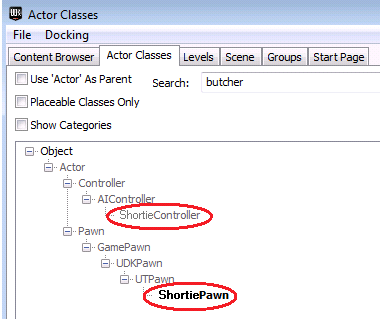 Actor Classes
File Docking
Content Browser Actor Classes Levels Scene Groups Start Page
Use 'Actor' As Parent Search: butcher
Placeable Classes Only
Show Categories
Object
Actor
Controller
AIController
ShortieController
Pawn
GamePawn
UDKPawn
UTPawn
ShortiePawn